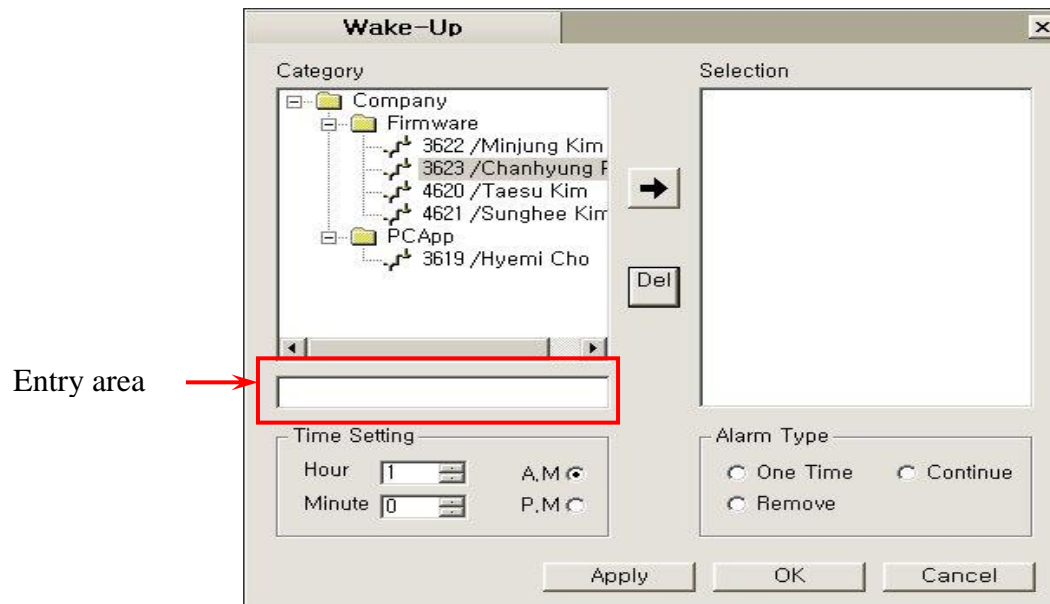 Wake-Up
Category
Selection
Company
Firmware
3622 /Minjung Kim
3623 /Chanhyung
4620 /Taesu Kim
4621 /Sunghee Kim
PCApp
3619 /Hyemi Cho
Del
Entry area
Time Setting
Hour 1 A,M
Minute 0 P,M
Alarm Type
One Time Continue
Remove
Apply OK Cancel